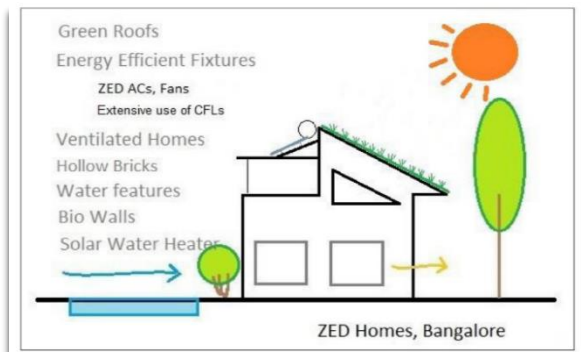 Green Roofs
Energy Efficient Fixtures
ZED ACs, Fans
Extensive use of CFLs
Ventilated Homes
Hollow Bricks
Water features
Bio Walls
Solar Water Heater
ZED Homes, Bangalore